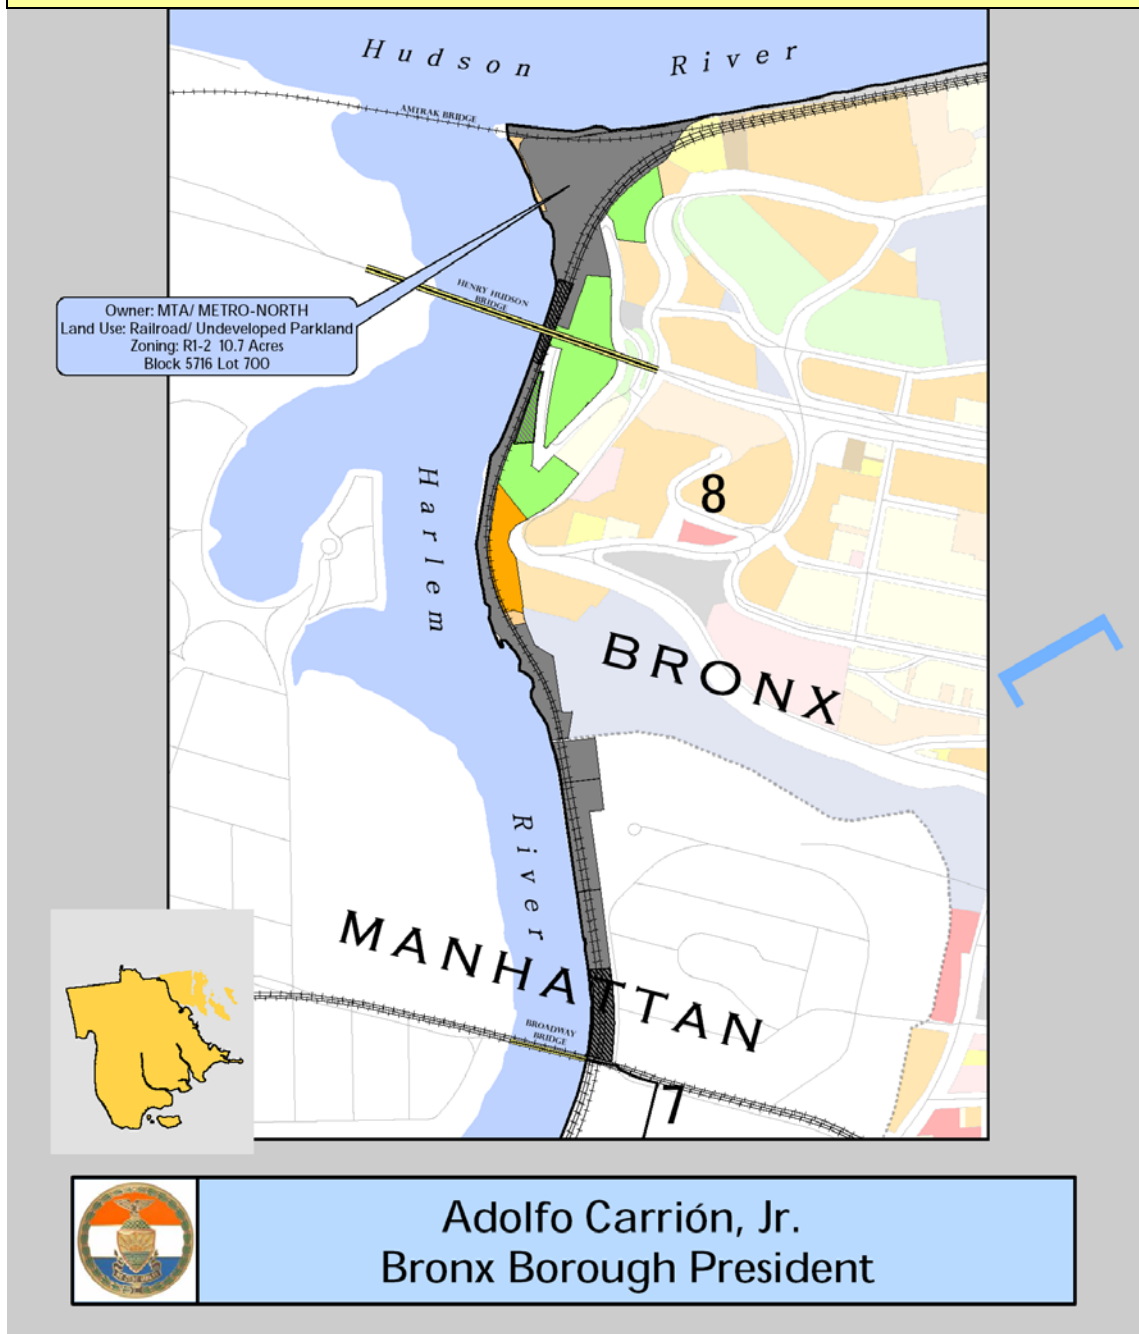 Hudson River
AMTRAK BRIDGE
HENRY HUDSON
BRIDGE
Owner: MTA/ METRO-NORTH
Land Use: Railroad/ Undeveloped Parkland
Zoning: R1-2 10.7 Acres
Block 5716 Lot 700
8
Harlem
River
BRONX
MANHATTAN
BROADWAY
BRIDGE
7
Adolfo Carrión, Jr.
Bronx Borough President